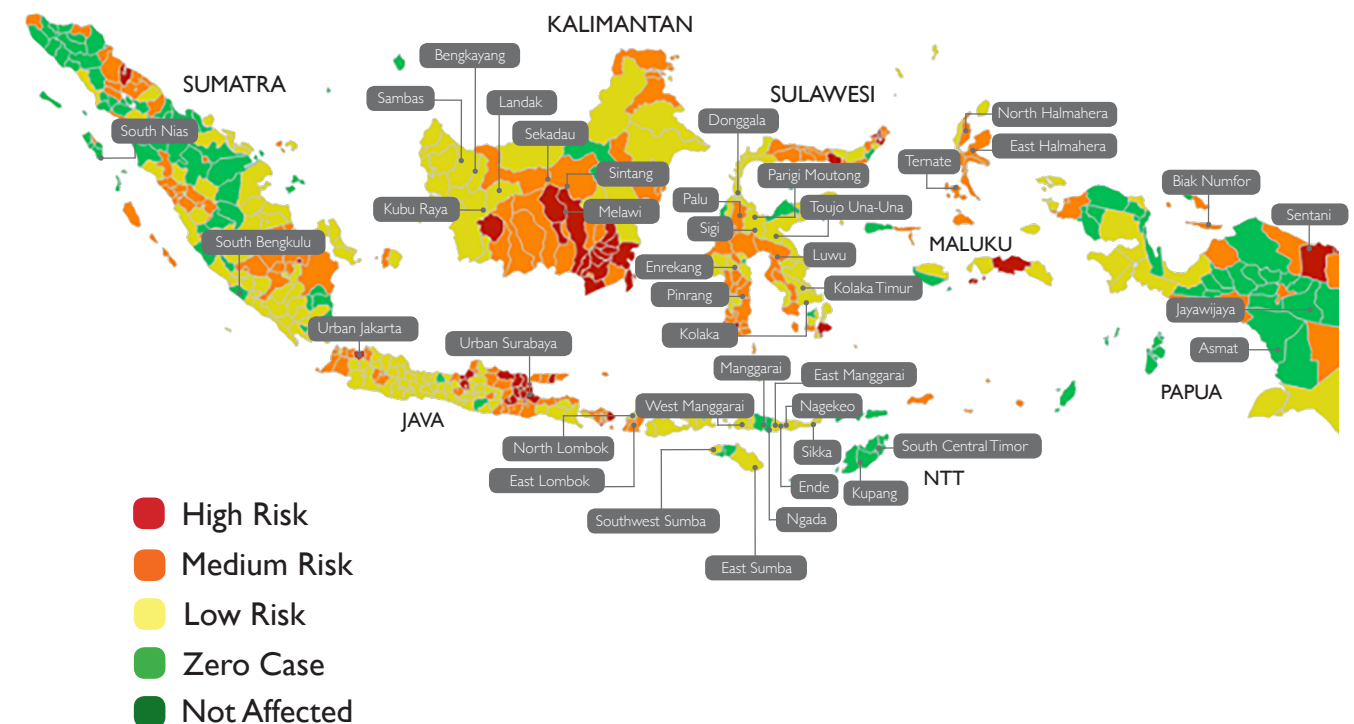 KALIMANTAN
Bengkayang
SUMATRA
Sambas
Landak
SULAWESI
Donggala
North Halmahera
South Nias
Sekadau
East Halmahera
Ternate
Sintang
Parigi Moutong
Biak Numfor
Kubu Raya
Melawi
Palu
Toujo Una-Una
Sentani
South Bengkulu
Sigi
MALUKU
Luwu
Enrekang
Kolaka Timur
Pinrang
Jayawijaya
Urban Jakarta
Kolaka
Urban Surabaya
Asmat
Manggarai
East Manggarai
PAPUA
JAVA
West Manggarai
Nagekeo
North Lombok
Sikka
South Central Timor
East Lombok
NTT
Ende
Kupang
Southwest Sumba
Ngada
East Sumba
High Risk
Medium Risk
Low Risk
Zero Case
Not Affected